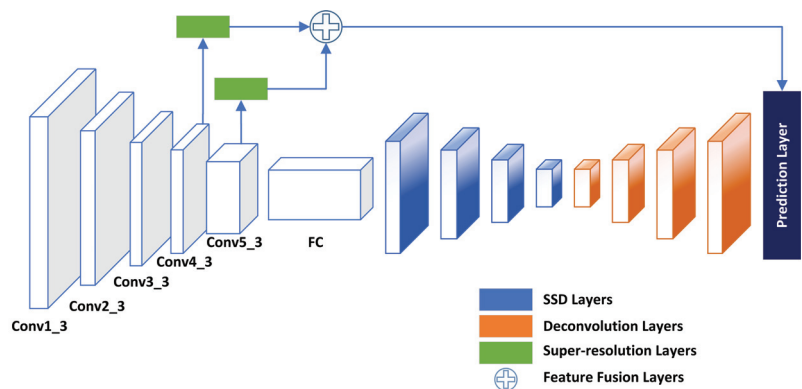 Conv1_3
Conv2_3
Conv3_3
Conv4_3
Conv5_3
FC
Prediction Layer
SSD Layers
Deconvolution Layers
Super-resolution Layers
Feature Fusion Layers